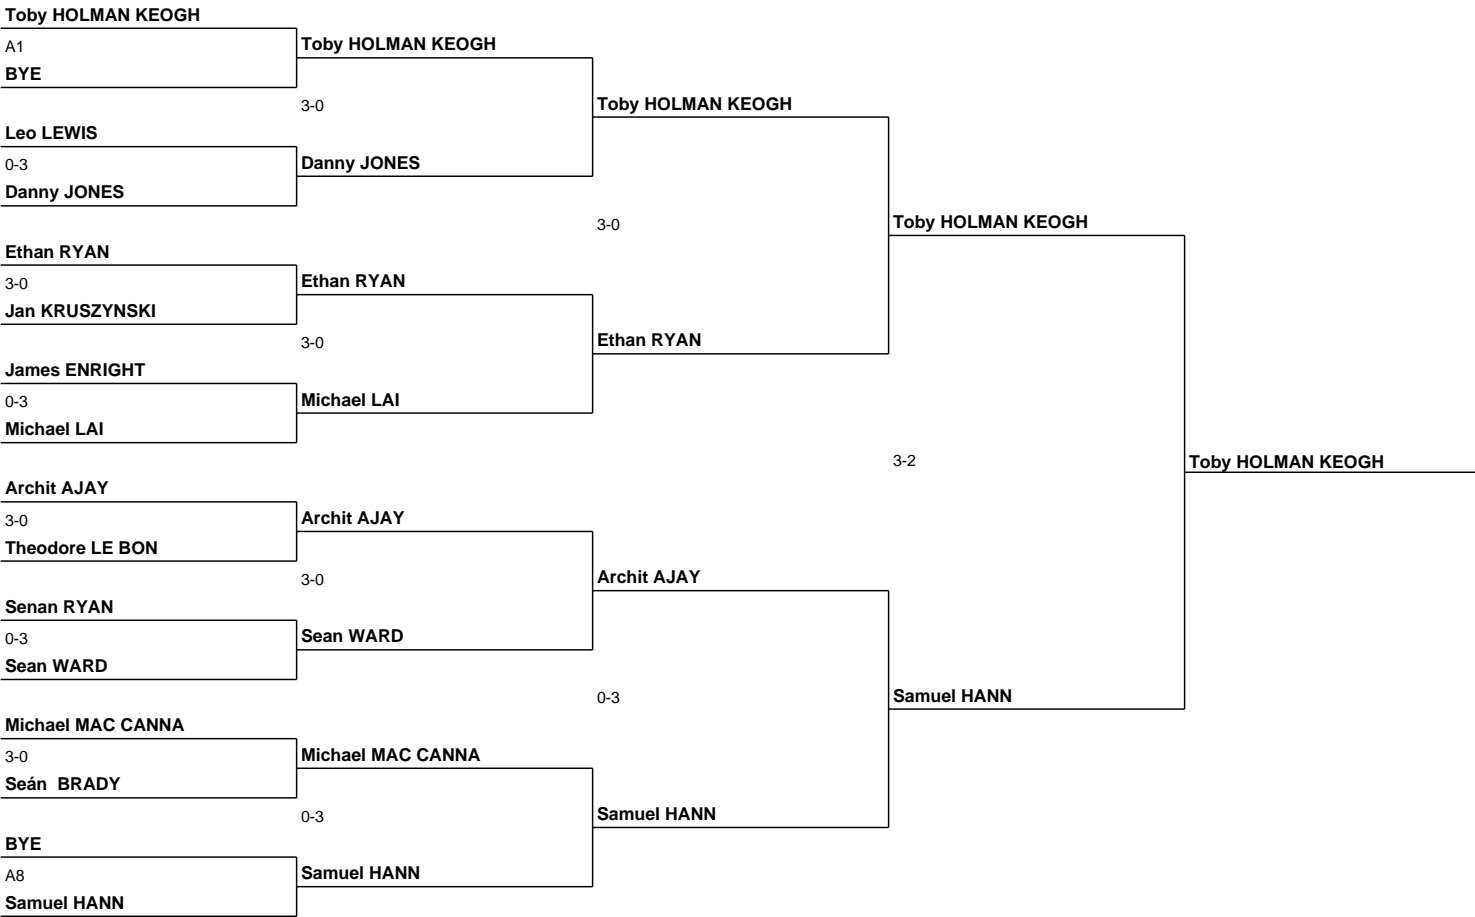 Toby HOLMAN KEOGH
A1
BYE
Leo LEWIS
0-3
Danny JONES
Ethan RYAN
3-0
Jan KRUSZYNSKI
James ENRIGHT
0-3
Michael LAI
Archit AJAY
3-0
Theodore LE BON
Senan RYAN
0-3
Sean WARD
Michael MAC CANNA
3-0
Seán  BRADY
BYE
A8
Samuel HANN
Toby HOLMAN KEOGH
3-0
Danny JONES
Ethan RYAN
3-0
Michael LAI
Archit AJAY
3-0
Sean WARD
Michael MAC CANNA
0-3
Samuel HANN
Toby HOLMAN KEOGH
3-0
Ethan RYAN
Archit AJAY
0-3
Samuel HANN
Toby HOLMAN KEOGH
3-2
Samuel HANN
Toby HOLMAN KEOGH